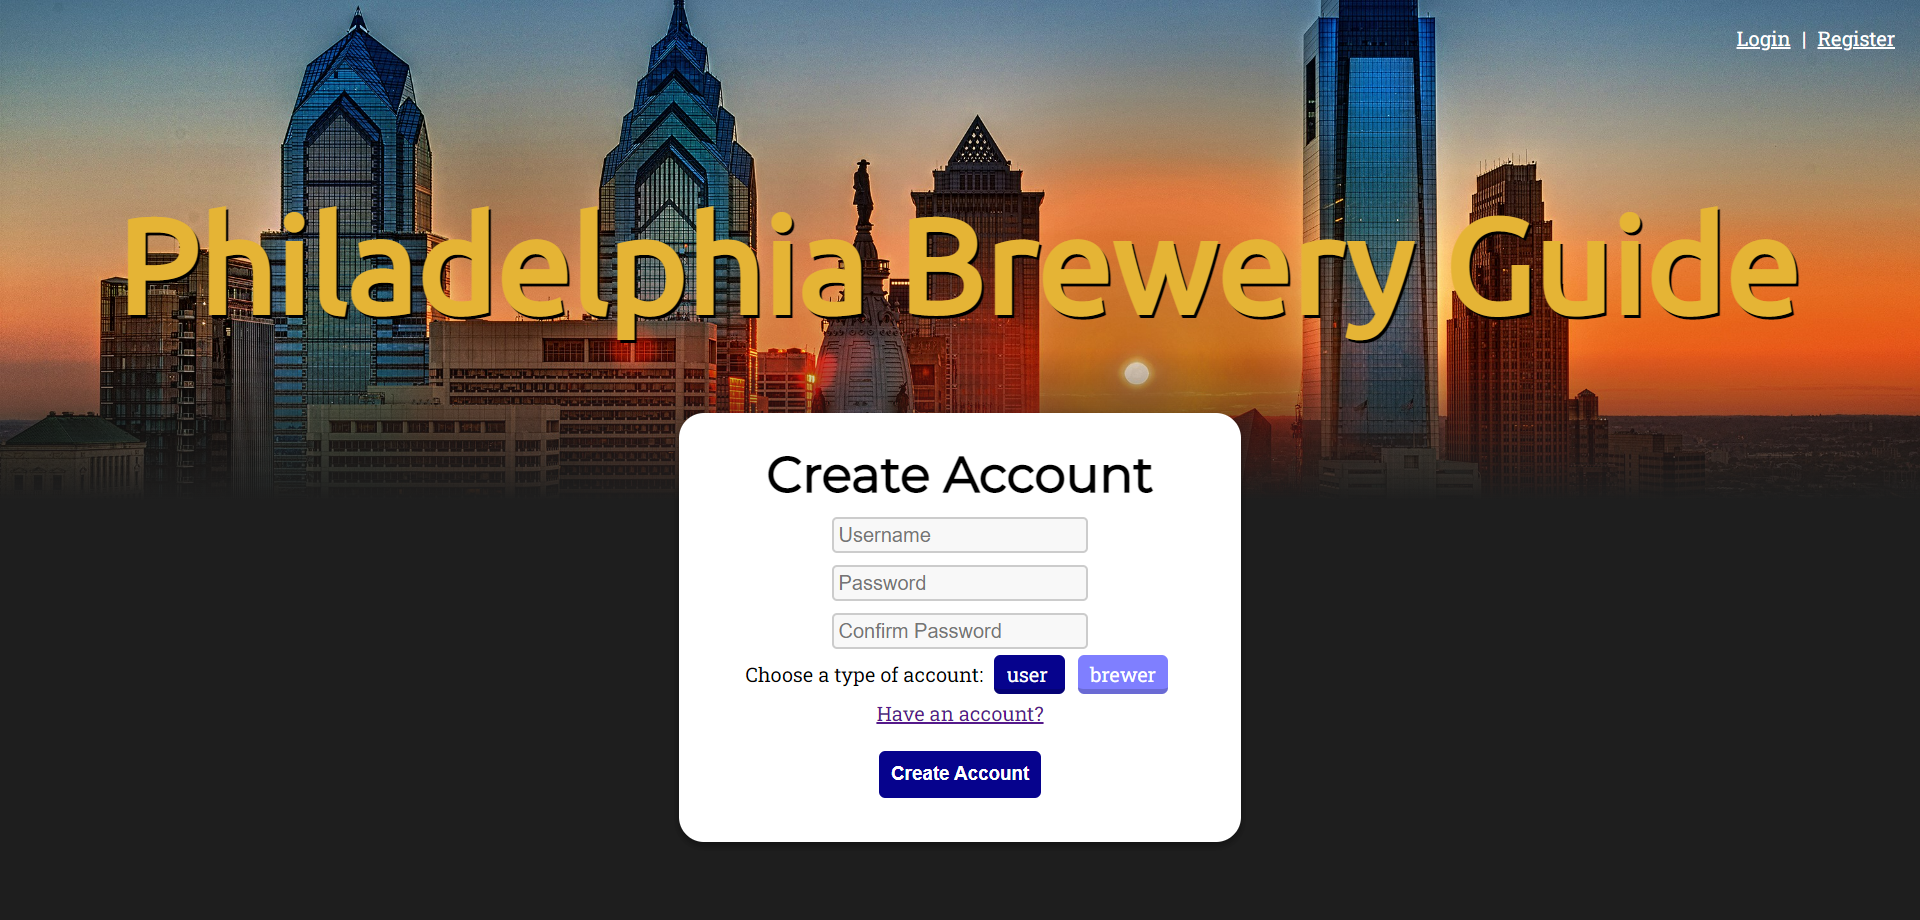 Login | Register
Philadelphia Brewery Guide
Create Account
Username
Password
Confirm Password
Choose a type of account: user brewer
Have an account?
Create Account